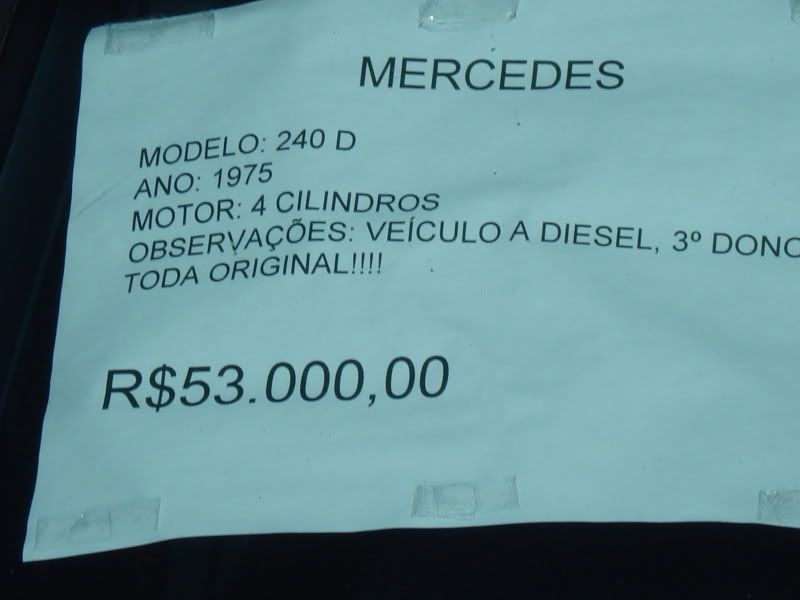 MERCEDES
MODELO: 240 D
ANO: 1975
MOTOR: 4 CILINDROS
OBSERVAÇÕES: VEÍCULO A DIESEL, 3º DONO
TODA ORIGINAL!!!!
R$53.000,00